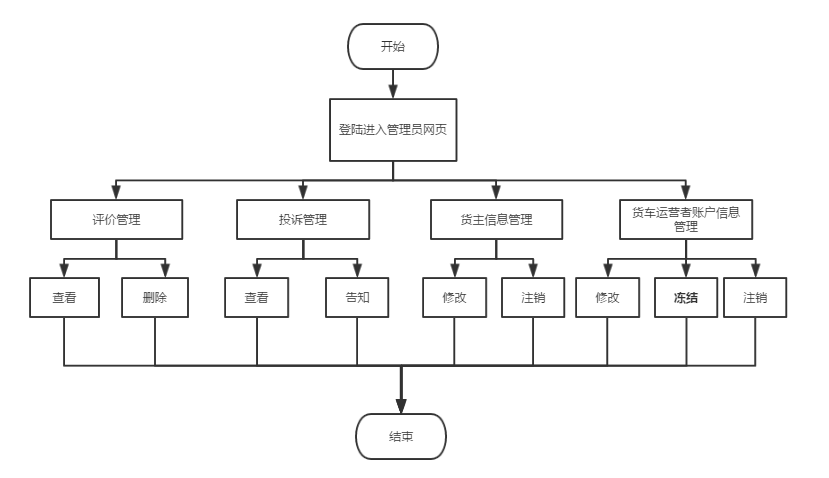 开始
登陆进入管理员网页
评价管理
投诉管理
货主信息管理
货车运营者账户信息
管理
查看
删除
查看
告知
修改
注销
修改
冻结
注销
结束